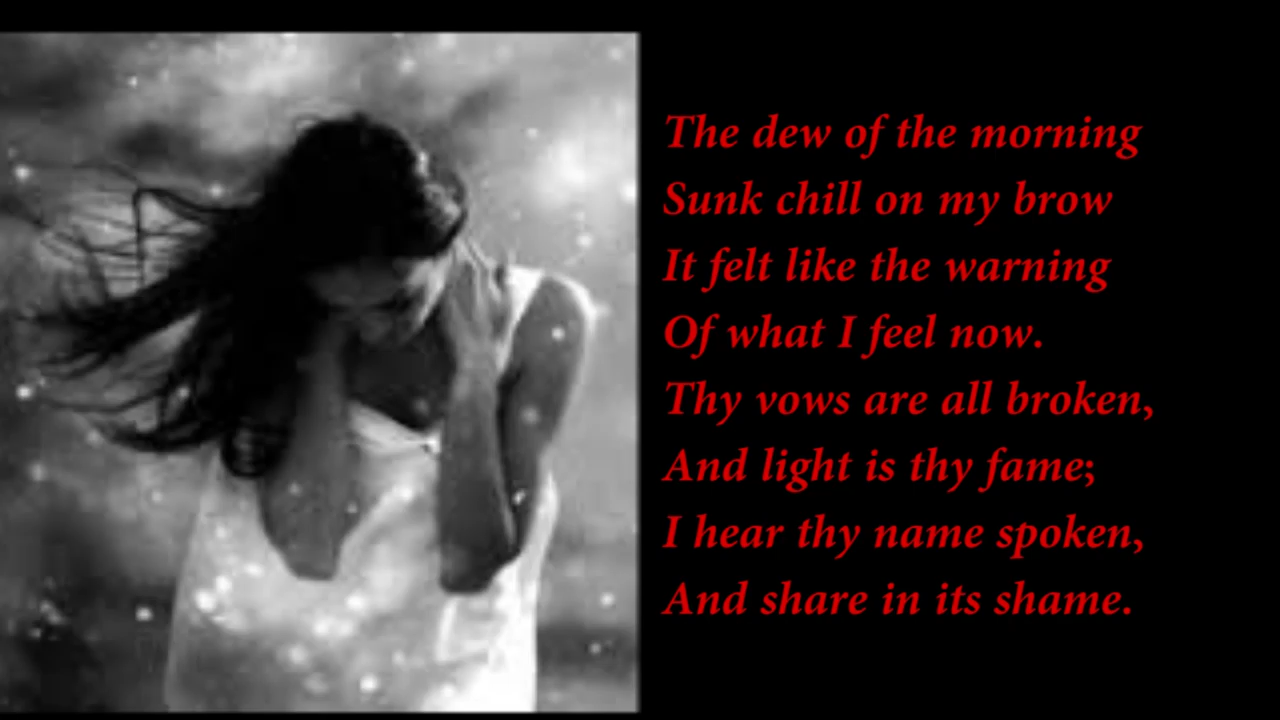 The dew of the morning
Sunk chill on my brow
It felt like the warning
Of what I feel now.
Thy vows are all broken,
And light is thy fame;
I hear thy name spoken,
And share in its shame.